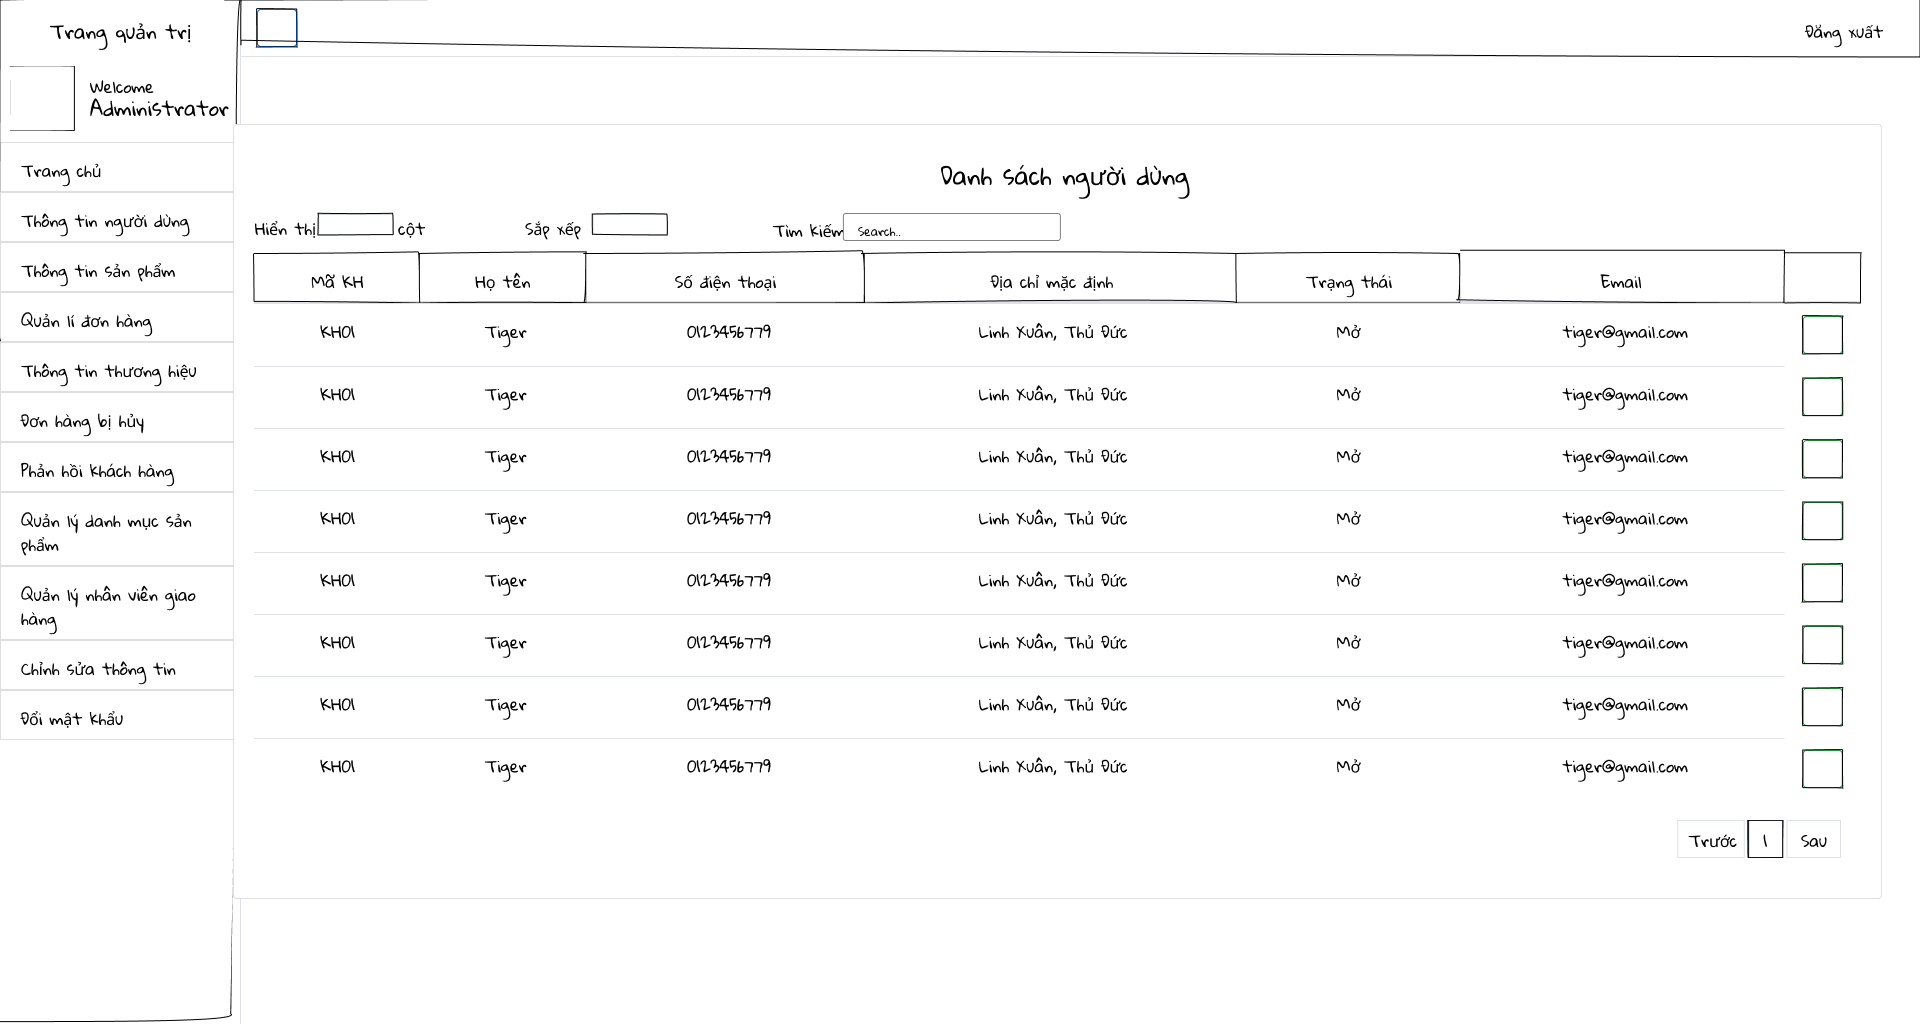 Trang quản trị
Đăng xuất
Welcome
Administrator
Trang chủ
Thông tin người dùng
Thông tin sản phẩm
Quản lí đơn hàng
Thông tin thương hiệu
Đơn hàng bị hủy
Phản hồi khách hàng
Quản lý danh mục sản
phẩm
Quản lý nhân viên giao
hàng
Chỉnh sửa thông tin
Đổi mật khẩu
Danh sách người dùng
Hiển thị cột Sắp xếp Tìm kiếm Search..
Mã KH Họ tên Số điện thoại Địa chỉ mặc định Trạng thái Email
KH01 Tiger 0123456779 Linh Xuân, Thủ Đức Mở tiger@gmail.com
KH01 Tiger 0123456779 Linh Xuân, Thủ Đức Mở tiger@gmail.com
KH01 Tiger 0123456779 Linh Xuân, Thủ Đức Mở tiger@gmail.com
KH01 Tiger 0123456779 Linh Xuân, Thủ Đức Mở tiger@gmail.com
KH01 Tiger 0123456779 Linh Xuân, Thủ Đức Mở tiger@gmail.com
KH01 Tiger 0123456779 Linh Xuân, Thủ Đức Mở tiger@gmail.com
KH01 Tiger 0123456779 Linh Xuân, Thủ Đức Mở tiger@gmail.com
KH01 Tiger 0123456779 Linh Xuân, Thủ Đức Mở tiger@gmail.com
Trước 1 Sau